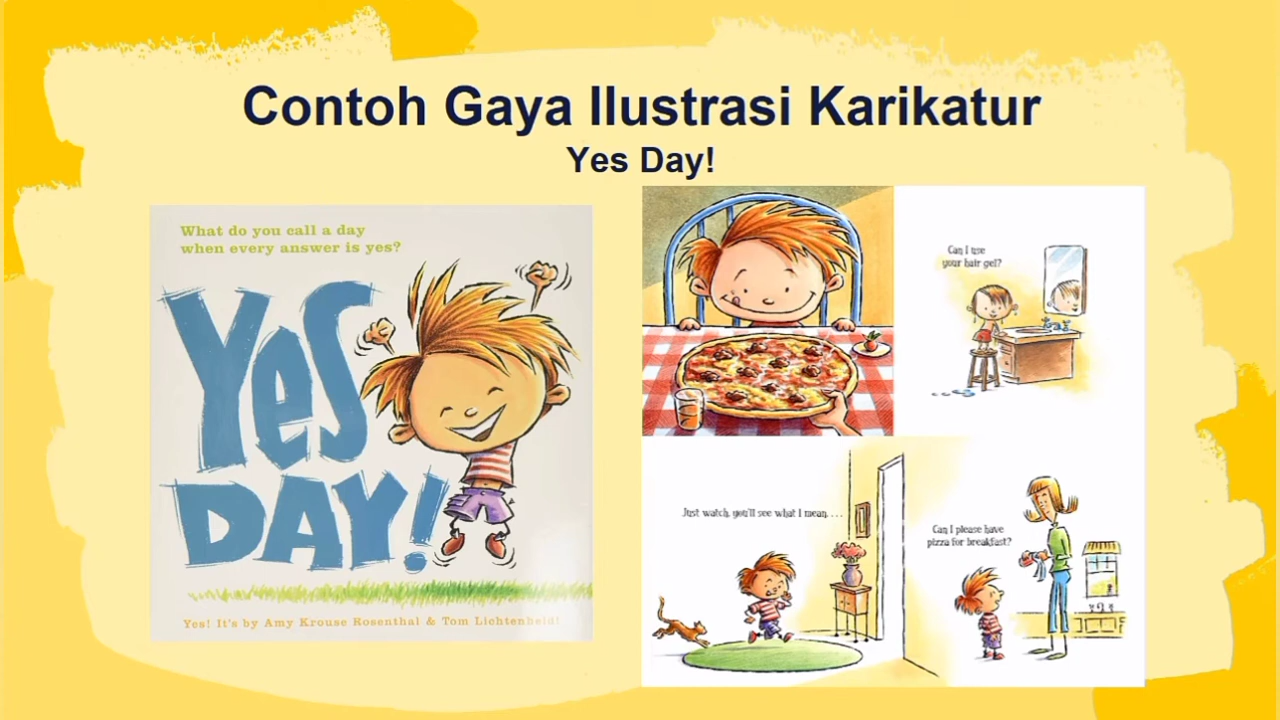 Contoh Gaya Ilustrasi Karikatur
Yes Day!
What do you call a day
when every answer is yes?
YeS
DAY!
Yes! It's by Amy Krouse Rosenthal & Tom Lichtenheld!
Can I use
your hair gel?
Just watch, you'll see what I mean. . . .
Can I please have
pizza for breakfast?